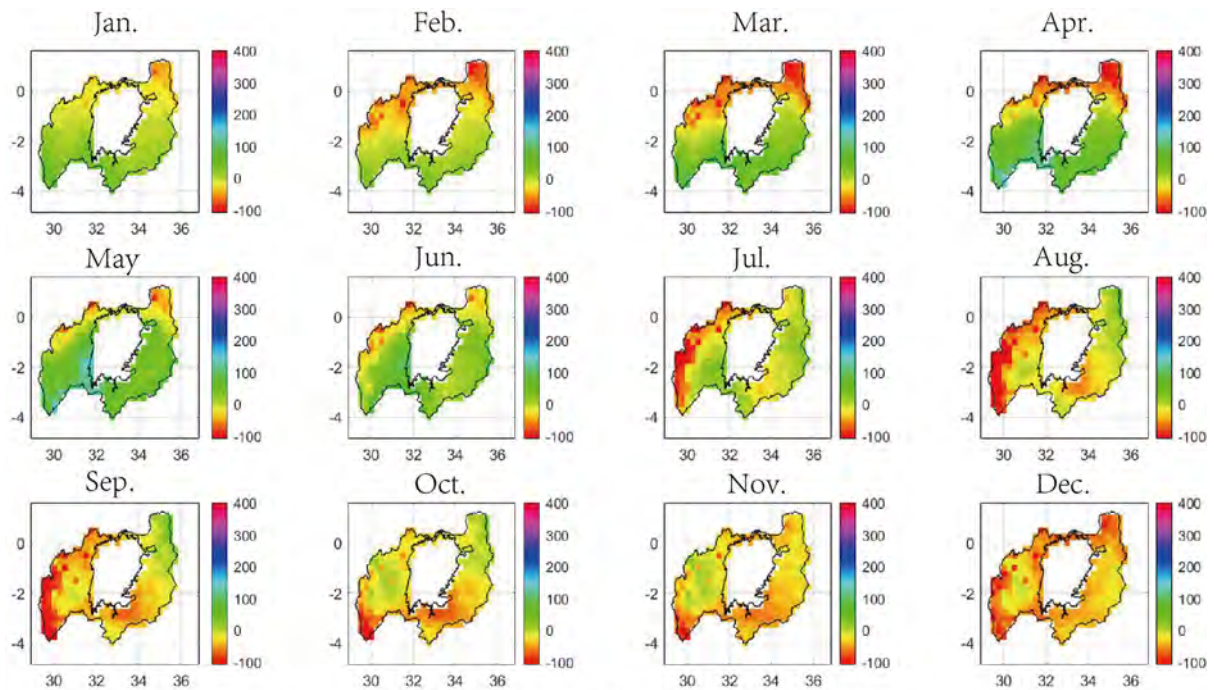 Jan. Feb. Mar. Apr.
400 400 400 400
300 300 300 300
0 200 0 200 0 200 0 200
-2 100 -2 100 -2 100 -2 100
0 0 0 0
-4 -100 -4 -100 -4 -100 -4 -100
30 32 34 36 30 32 34 36 30 32 34 36 30 32 34 36
May Jun. Jul. Aug.
400 400 400 400
0 300 0 300 0 300 0 300
200 200 200 200
-2 100 -2 100 -2 100 -2 100
0 0 0 0
-4 -100 -4 -100 -4 -100 -4 -100
30 32 34 36 30 32 34 36 30 32 34 36 30 32 34 36
Sep. Oct. Nov. Dec.
400 400 400 400
0 300 0 300 0 300 0 300
200 200 200 200
-2 100 -2 100 -2 100 -2 100
0 0 0 0
-4 -100 -4 -100 -4 -100 -4 -100
30 32 34 36 30 32 34 36 30 32 34 36 30 32 34 36